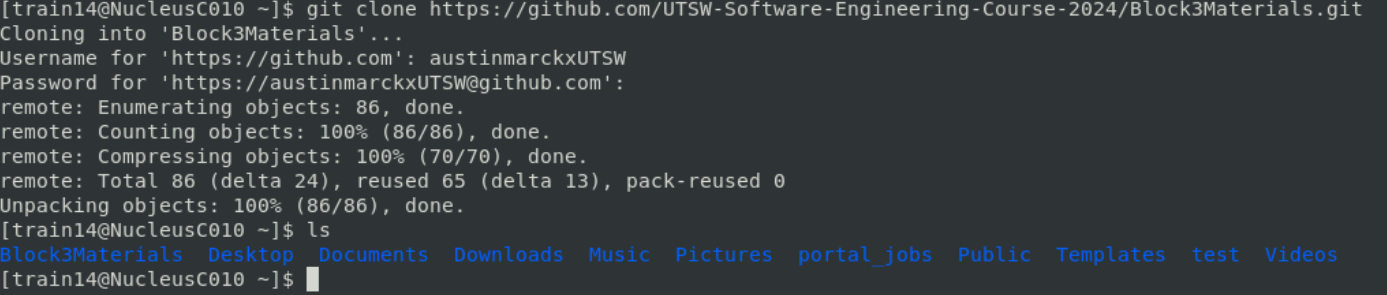 [train14@NucleusC010 ~]$ git clone https://github.com/UTSW-Software-Engineering-Course-2024/Block3Materials.git
Cloning into 'Block3Materials'...
Username for 'https://github.com': austinmarckxUTSW
Password for 'https://austinmarckxUTSW@github.com':
remote: Enumerating objects: 86, done.
remote: Counting objects: 100% (86/86), done.
remote: Compressing objects: 100% (70/70), done.
remote: Total 86 (delta 24), reused 65 (delta 13), pack-reused 0
Unpacking objects: 100% (86/86), done.
[train14@NucleusC010 ~]$ ls
Block3Materials  Desktop  Documents  Downloads  Music  Pictures  portal_jobs  Public  Templates  test  Videos
[train14@NucleusC010 ~]$